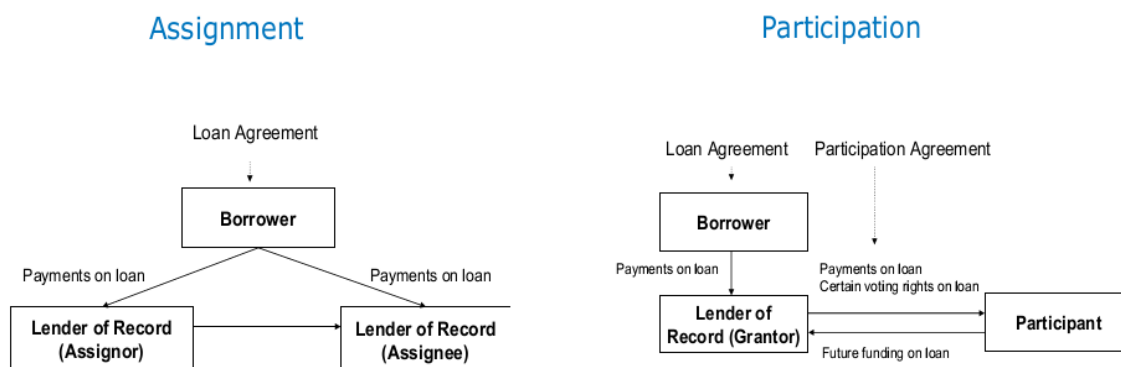 Assignment
Loan Agreement
Borrower
Payments on loan
Payments on loan
Lender of Record
(Assignor)
Lender of Record
(Assignee)
Participation
Loan Agreement
Participation Agreement
Borrower
Payments on loan
Payments on loan
Certain voting rights on loan
Lender of
Record (Grantor)
Participant
Future funding on loan